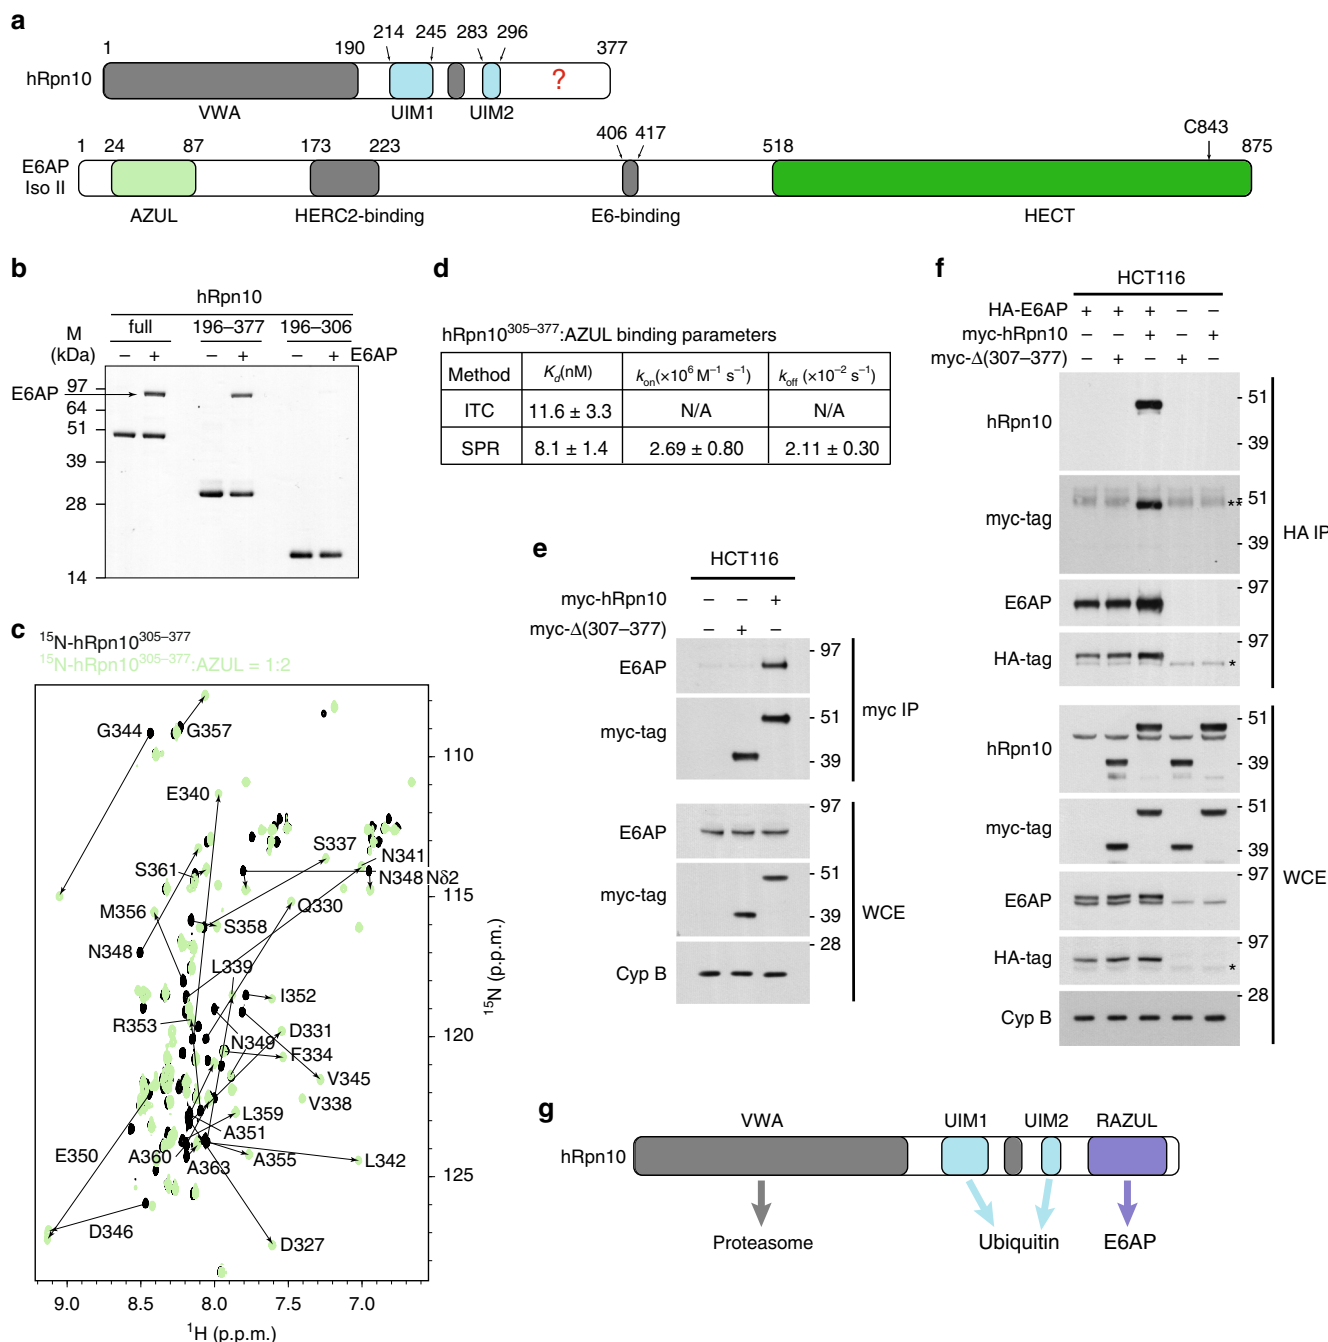 a
1 190 214 245 283 296 377
hRpn10 ?
VWA UIM1 UIM2
1 24 87 173 223 406 417 518 C843 875
E6AP
Iso II
AZUL HERC2-binding E6-binding HECT
b
hRpn10
M
(kDa)
full 196–377 196–306
– + – + – + E6AP
E6AP
97
64
51
39
28
14
c
¹⁵N-hRpn10³⁰⁵⁻³⁷⁷
¹⁵N-hRpn10³⁰⁵⁻³⁷⁷:AZUL = 1:2
G344 G357
E340
S337
N341
S361
N348 Nδ2
M356
Q330
S358
N348
L339
I352
R353
D331
N349
F334
V345
V338
L359
A351
E350
A360
A363
A355
L342
D346
D327
110
115
120
125
¹⁵N (p.p.m.)
9.0 8.5 8.0 7.5 7.0
¹H (p.p.m.)
d
hRpn10³⁰⁵⁻³⁷⁷:AZUL binding parameters
Method Kd(nM) kon(×10⁶ M⁻¹ s⁻¹) koff (×10⁻² s⁻¹)
ITC 11.6 ± 3.3 N/A N/A
SPR 8.1 ± 1.4 2.69 ± 0.80 2.11 ± 0.30
e
HCT116
myc-hRpn10 – – +
myc-Δ(307–377) – + –
E6AP - 97
myc-tag - 51
- 39
myc IP
E6AP - 97
myc-tag - 51
- 39
Cyp B - 28
WCE
f
HCT116
HA-E6AP + + + – –
myc-hRpn10 – – + – +
myc-Δ(307–377) – + – + –
hRpn10 - 51
- 39
myc-tag - 51
**
- 39
E6AP - 97
HA-tag - 97
*
HA IP
hRpn10 - 51
- 39
myc-tag - 51
- 39
E6AP - 97
HA-tag - 97
*
Cyp B - 28
WCE
g
VWA UIM1 UIM2 RAZUL
hRpn10
Proteasome Ubiquitin E6AP